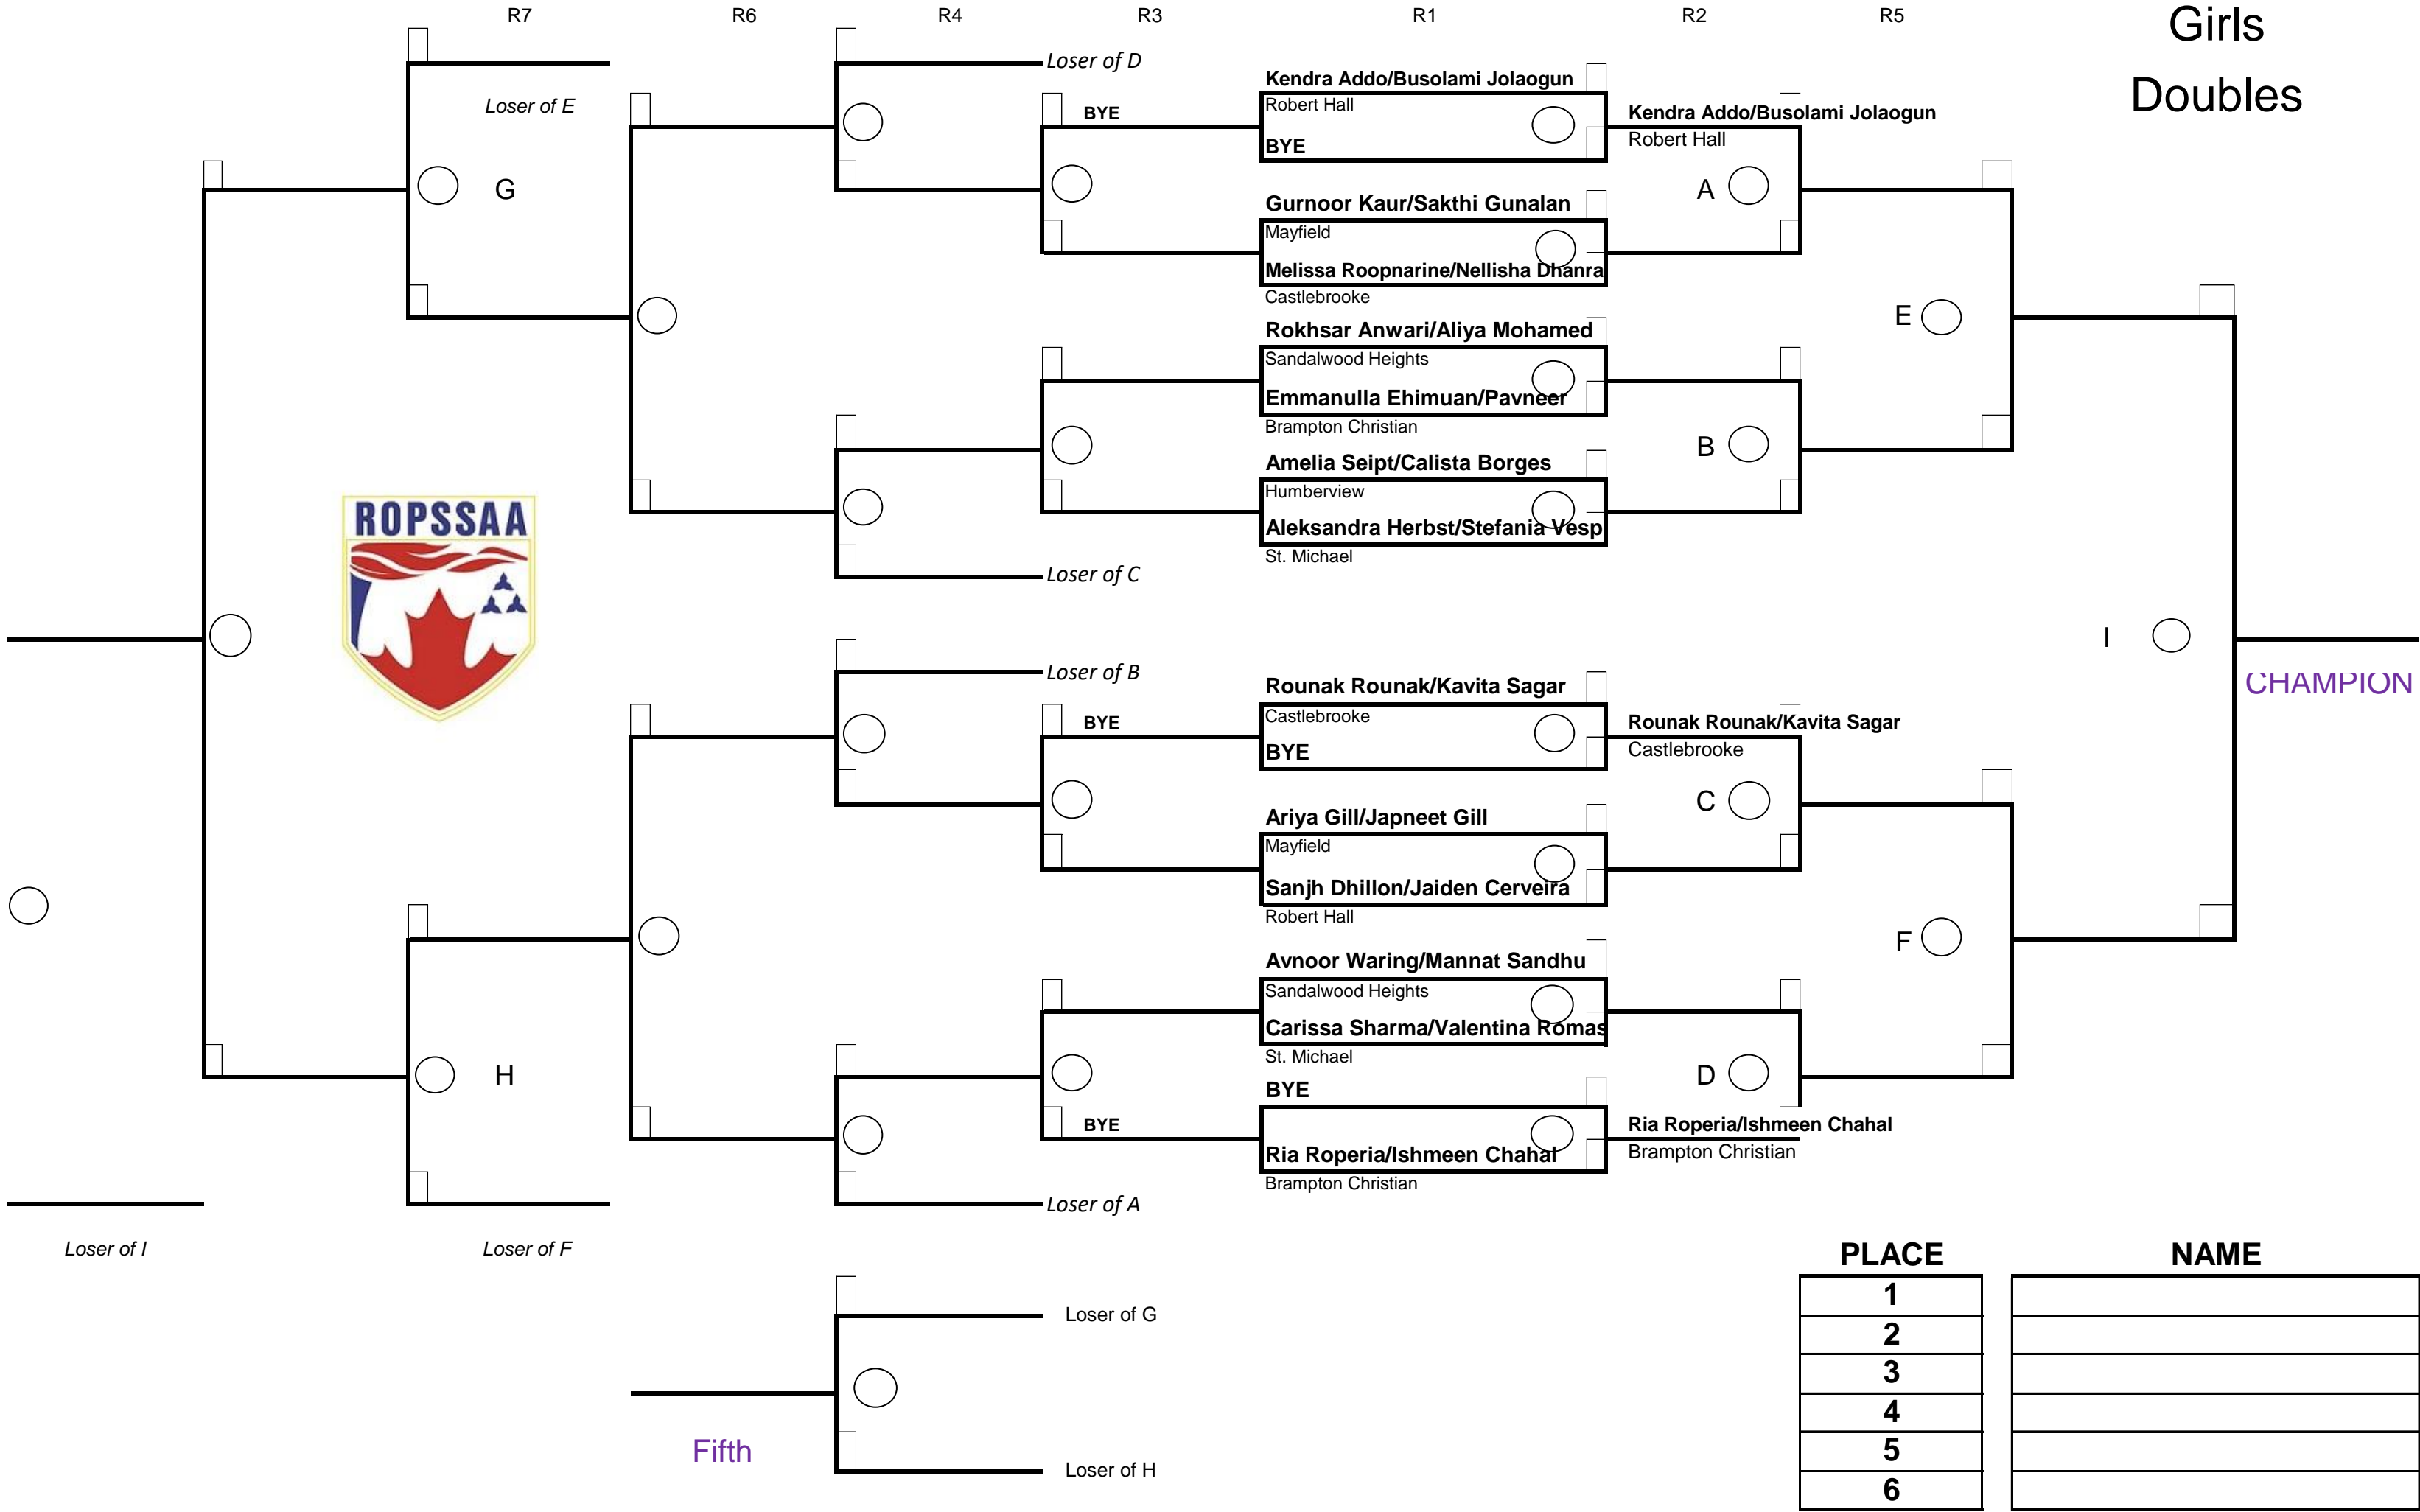 R7 R6 R4 R3 R1 R2 R5
Girls
Doubles
Loser of D
Kendra Addo/Busolami Jolaogun
Loser of E
BYE
Robert Hall
Kendra Addo/Busolami Jolaogun
BYE
Robert Hall
G
Gurnoor Kaur/Sakthi Gunalan
A
Mayfield
Melissa Roopnarine/Nellisha Dhanra
Castlebrooke
Rokhsar Anwari/Aliya Mohamed
E
Sandalwood Heights
Emmanulla Ehimuan/Pavneer
Brampton Christian
B
Amelia Seipt/Calista Borges
Humberview
ROPSSAA
Aleksandra Herbst/Stefania Vesp
St. Michael
Loser of C
I
Loser of B
Rounak Rounak/Kavita Sagar
CHAMPION
BYE
Castlebrooke
Rounak Rounak/Kavita Sagar
BYE
Castlebrooke
C
Ariya Gill/Japneet Gill
Mayfield
Sanjh Dhillon/Jaiden Cerveira
Robert Hall
F
Avnoor Waring/Mannat Sandhu
Sandalwood Heights
Carissa Sharma/Valentina Romas
St. Michael
H
D
BYE
BYE
Ria Roperia/Ishmeen Chahal
Ria Roperia/Ishmeen Chahal
Brampton Christian
Brampton Christian
Loser of A
Loser of I
Loser of F
PLACE NAME
1
Loser of G
2
3
4
Fifth
5
Loser of H
6